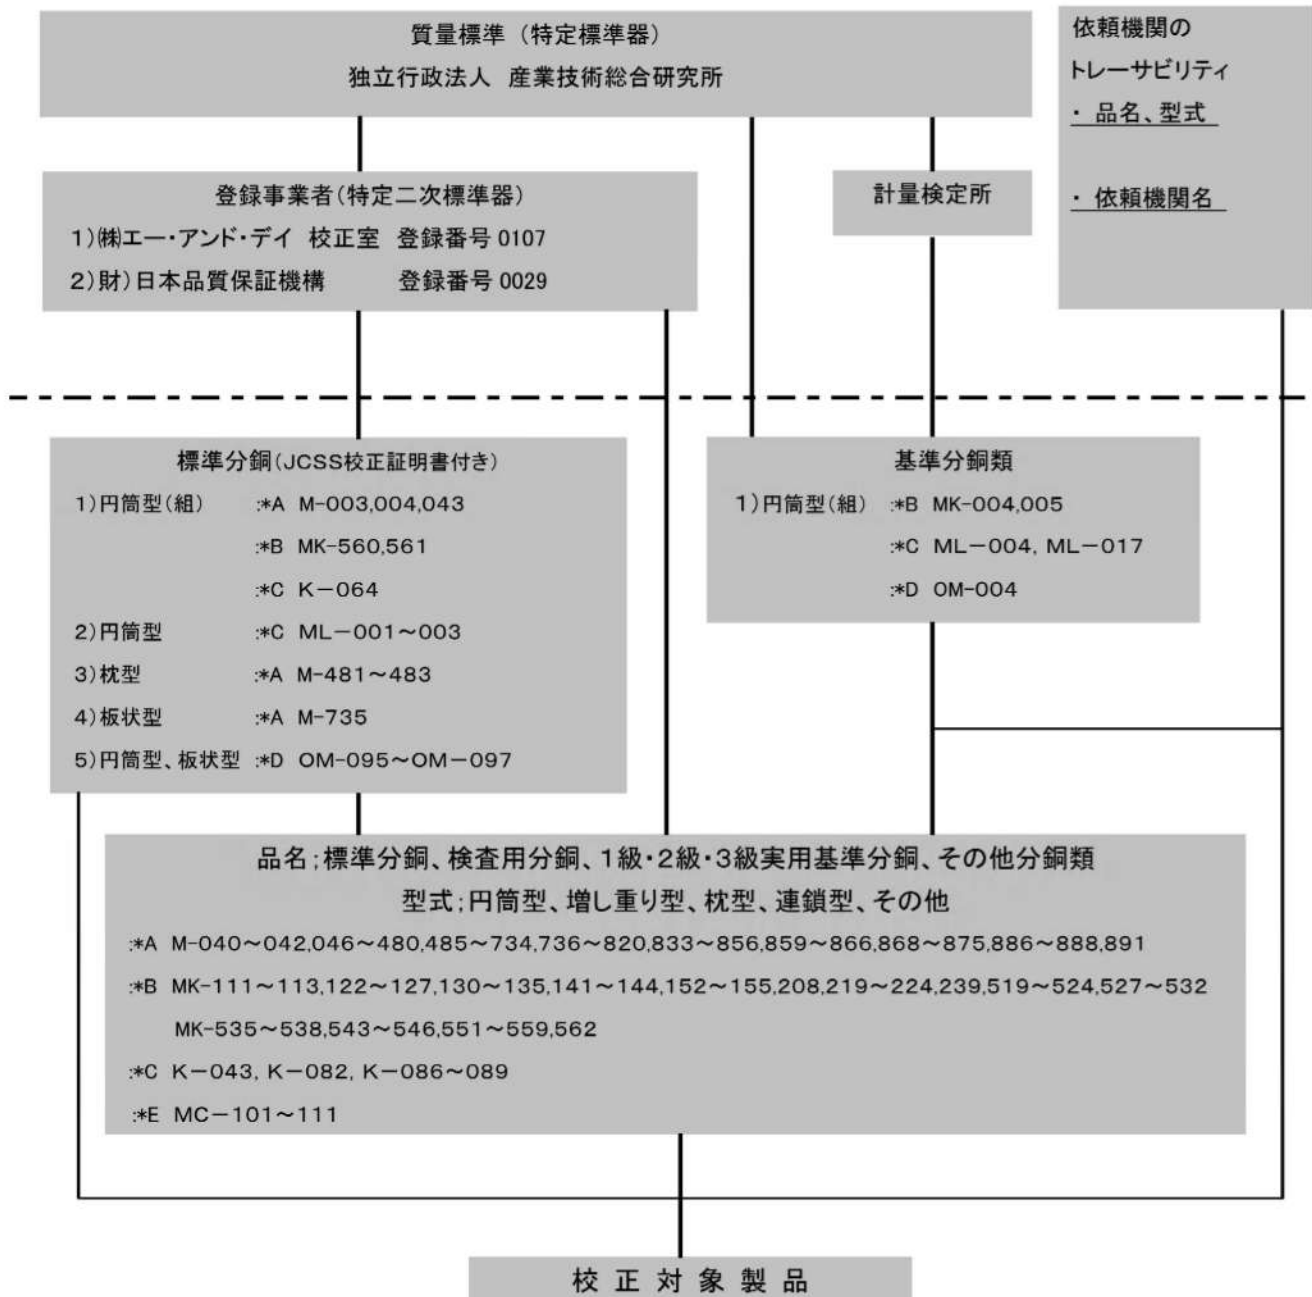 質量標準 (特定標準器)
独立行政法人 産業技術総合研究所
依頼機関の
トレーサビリティ
・ 品名、型式
・ 依頼機関名
登録事業者(特定二次標準器)
1)㈱エー・アンド・デイ 校正室 登録番号 0107
2)財)日本品質保証機構 登録番号 0029
計量検定所
標準分銅(JCSS校正証明書付き)
1)円筒型(組) :*A M-003,004,043
:*B MK-560,561
:*C K-064
2)円筒型 :*C ML-001～003
3)枕型 :*A M-481～483
4)板状型 :*A M-735
5)円筒型、板状型 :*D OM-095～OM-097
基準分銅類
1)円筒型(組) :*B MK-004,005
:*C ML-004, ML-017
:*D OM-004
品名;標準分銅、検査用分銅、1級・2級・3級実用基準分銅、その他分銅類
型式;円筒型、増し重り型、枕型、連鎖型、その他
:*A M-040～042,046～480,485～734,736～820,833～856,859～866,868～875,886～888,891
:*B MK-111～113,122～127,130～135,141～144,152～155,208,219～224,239,519～524,527～532
MK-535～538,543～546,551～559,562
:*C K-043, K-082, K-086～089
:*E MC-101～111
校正対象製品